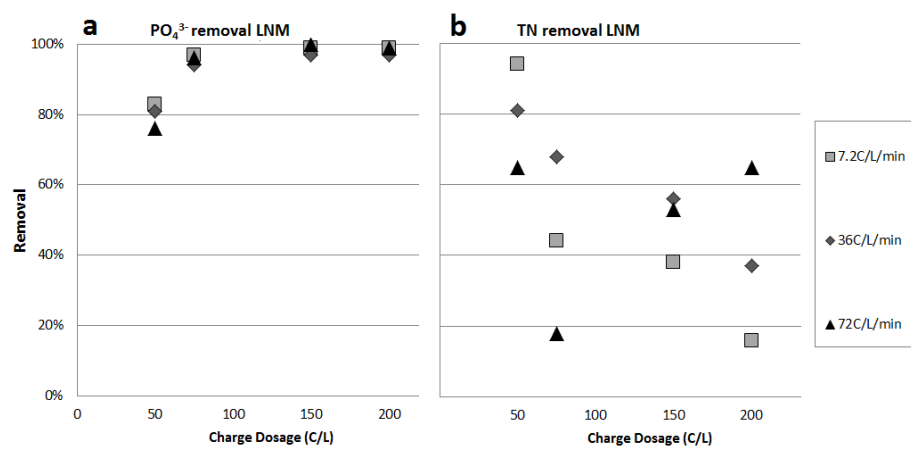 a PO₄³⁻ removal LNM
b TN removal LNM
Removal
100%
80%
60%
40%
20%
0%
0 50 100 150 200
Charge Dosage (C/L)
50 100 150 200
Charge Dosage (C/L)
7.2C/L/min
36C/L/min
72C/L/min